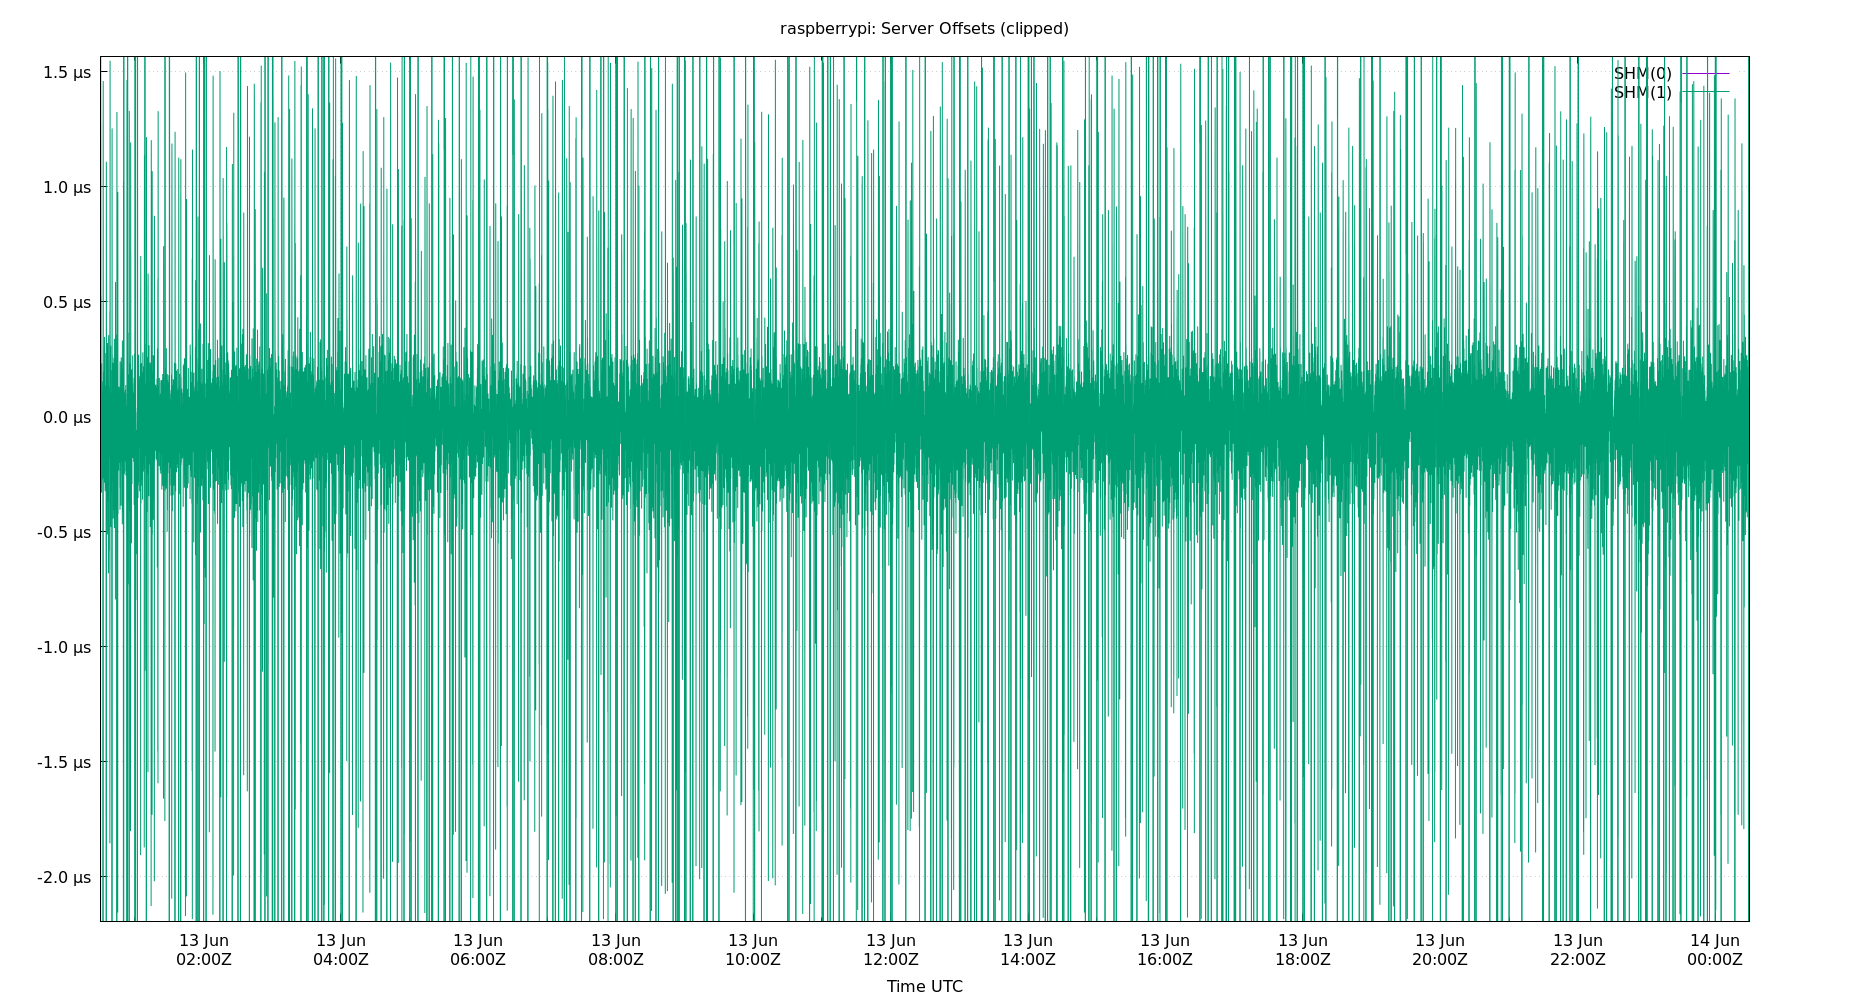 raspberrypi: Server Offsets (clipped)
SHM(0)
SHM(1)
1.5 µs
1.0 µs
0.5 µs
0.0 µs
-0.5 µs
-1.0 µs
-1.5 µs
-2.0 µs
13 Jun 13 Jun 13 Jun 13 Jun 13 Jun 13 Jun 13 Jun 13 Jun 13 Jun 13 Jun 13 Jun 14 Jun
02:00Z 04:00Z 06:00Z 08:00Z 10:00Z 12:00Z 14:00Z 16:00Z 18:00Z 20:00Z 22:00Z 00:00Z
Time UTC